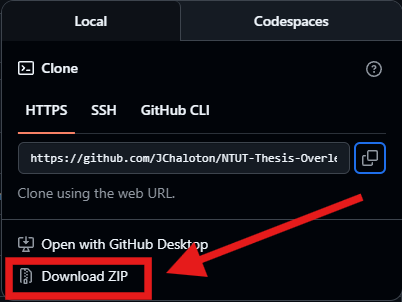 Local Codespaces
Clone
HTTPS SSH GitHub CLI
https://github.com/JChaloton/NTUT-Thesis-Overle
Clone using the web URL.
Open with GitHub Desktop
Download ZIP